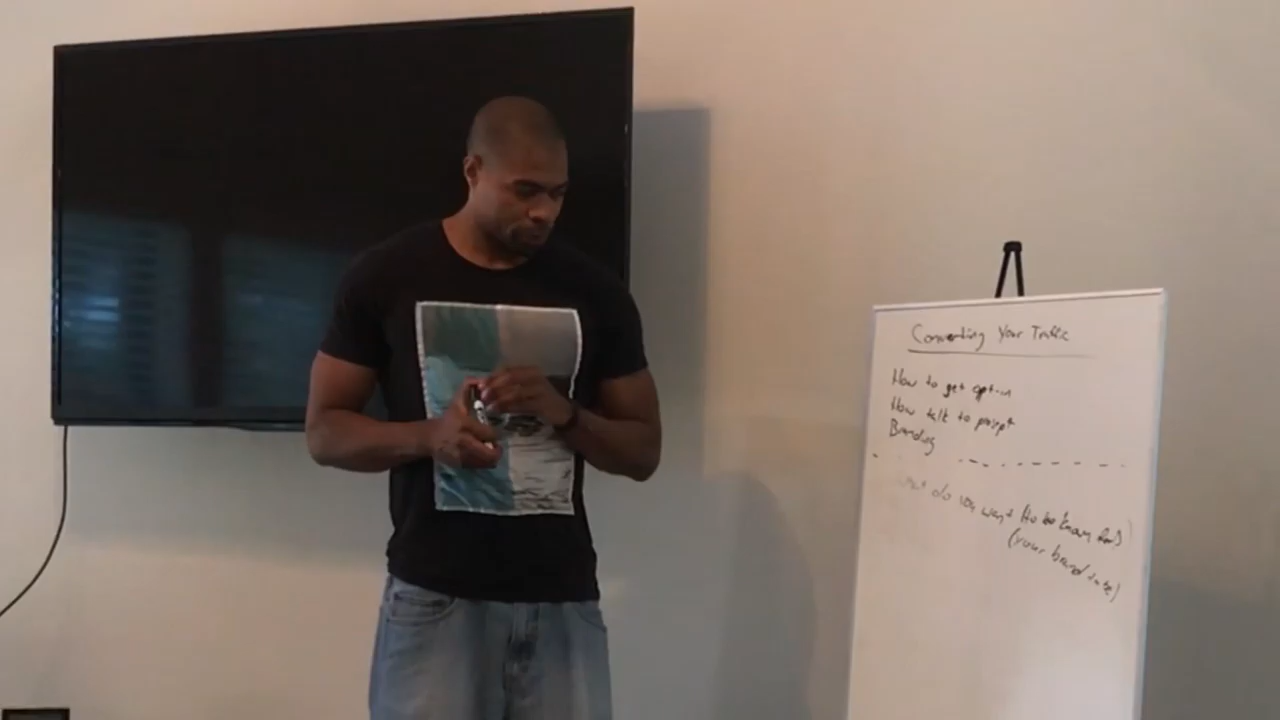 Converting Your Traffic
How to get opt-in
How talk to
Branding
do you want to be known for?)
(your brand